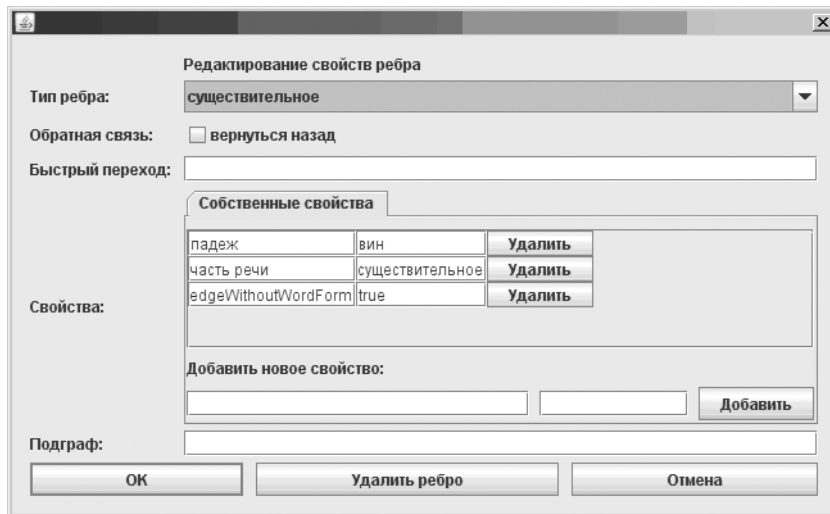 Редактирование свойств ребра
Тип ребра: существительное
Обратная связь: вернуться назад
Быстрый переход:
Собственные свойства
падеж вин Удалить
часть речи существительное Удалить
edgeWithoutWordForm true Удалить
Свойства:
Добавить новое свойство:
Добавить
Подграф:
OK Удалить ребро Отмена